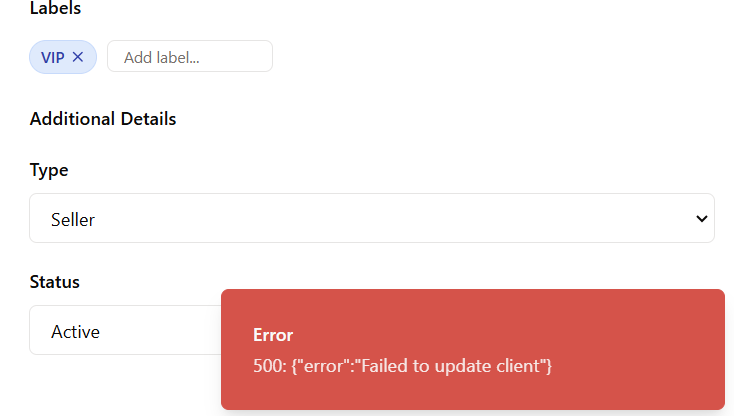 Labels
VIP ✕ Add label...
Additional Details
Type
Seller
Status
Active
Error
500: {"error":"Failed to update client"}